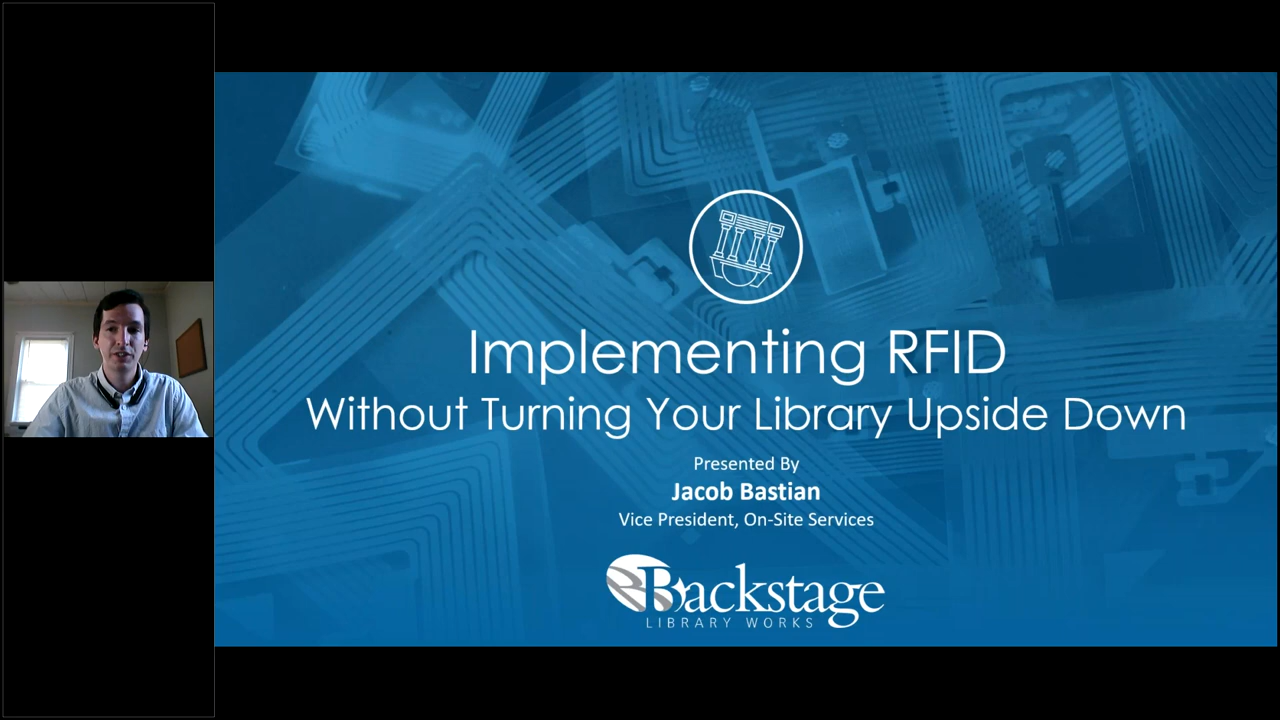 Implementing RFID
Without Turning Your Library Upside Down
Presented By
Jacob Bastian
Vice President, On-Site Services
Backstage
LIBRARY WORKS